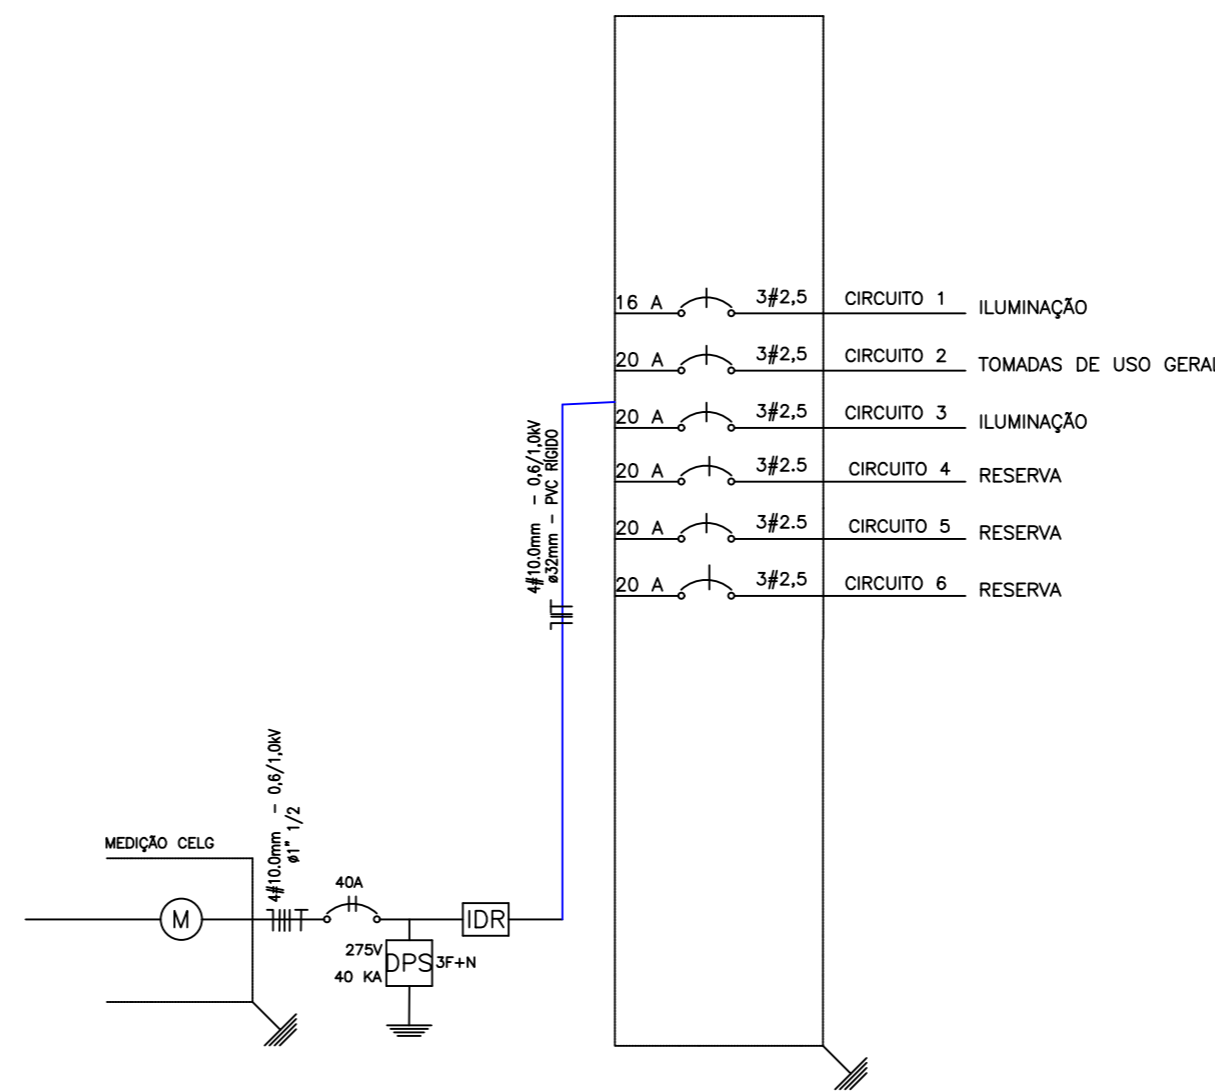 16 A 3#2,5 CIRCUITO 1 ILUMINAÇÃO
20 A 3#2,5 CIRCUITO 2 TOMADAS DE USO GERAL
20 A 3#2,5 CIRCUITO 3 ILUMINAÇÃO
20 A 3#2.5 CIRCUITO 4 RESERVA
20 A 3#2.5 CIRCUITO 5 RESERVA
20 A 3#2,5 CIRCUITO 6 RESERVA
4#10.0mm - 0,6/1,0kV
ø32mm - PVC RÍGIDO
4#10.0mm - 0,6/1,0kV
ø1" 1/2
MEDIÇÃO CELG
M
40A
IDR
275V
40 KA
DPS
3F+N